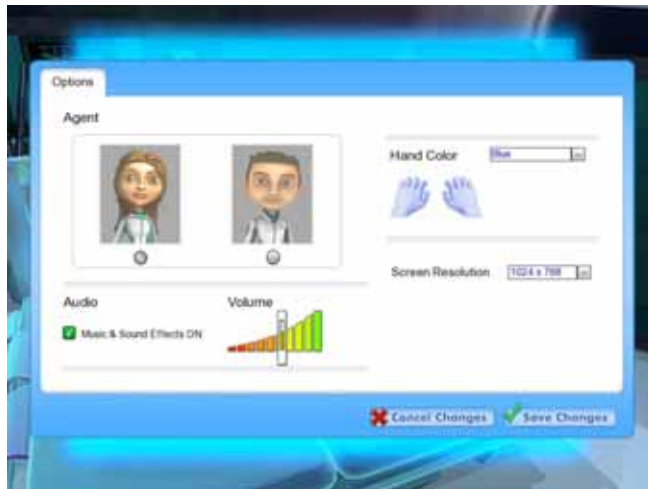 Options
Agent
Hand Color
Blue
Screen Resolution
1024 x 768
Audio
Volume
Music & Sound Effects ON
Cancel Changes
Save Changes